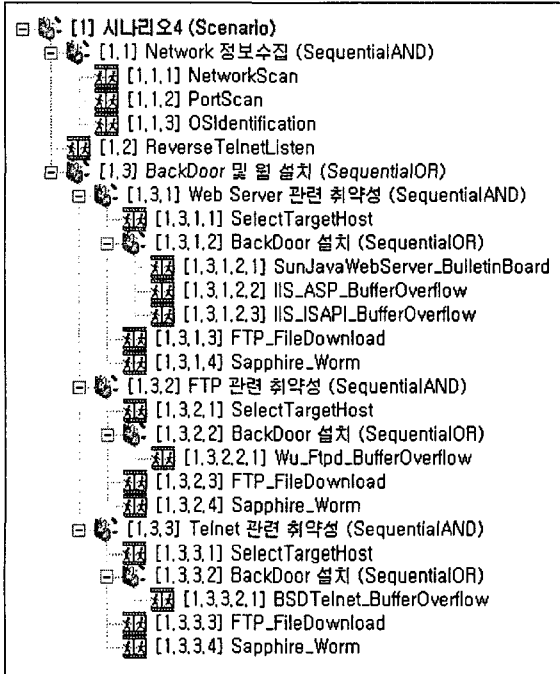 [1] 시나리오4 (Scenario)
[1,1] Network 정보수집 (SequentialAND)
[1,1,1] NetworkScan
[1,1,2] PortScan
[1,1,3] OSIdentification
[1,2] ReverseTelnetListen
[1,3] BackDoor 및 웜 설치 (SequentialOR)
[1,3,1] Web Server 관련 취약성 (SequentialAND)
[1,3,1,1] SelectTargetHost
[1,3,1,2] BackDoor 설치 (SequentialOR)
[1,3,1,2,1] SunJavaWebServer_BulletinBoard
[1,3,1,2,2] IIS_ASP_BufferOverflow
[1,3,1,2,3] IIS_ISAPI_BufferOverflow
[1,3,1,3] FTP_FileDownload
[1,3,1,4] Sapphire_Worm
[1,3,2] FTP 관련 취약성 (SequentialAND)
[1,3,2,1] SelectTargetHost
[1,3,2,2] BackDoor 설치 (SequentialOR)
[1,3,2,2,1] Wu_Ftpd_BufferOverflow
[1,3,2,3] FTP_FileDownload
[1,3,2,4] Sapphire_Worm
[1,3,3] Telnet 관련 취약성 (SequentialAND)
[1,3,3,1] SelectTargetHost
[1,3,3,2] BackDoor 설치 (SequentialOR)
[1,3,3,2,1] BSDTelnet_BufferOverflow
[1,3,3,3] FTP_FileDownload
[1,3,3,4] Sapphire_Worm